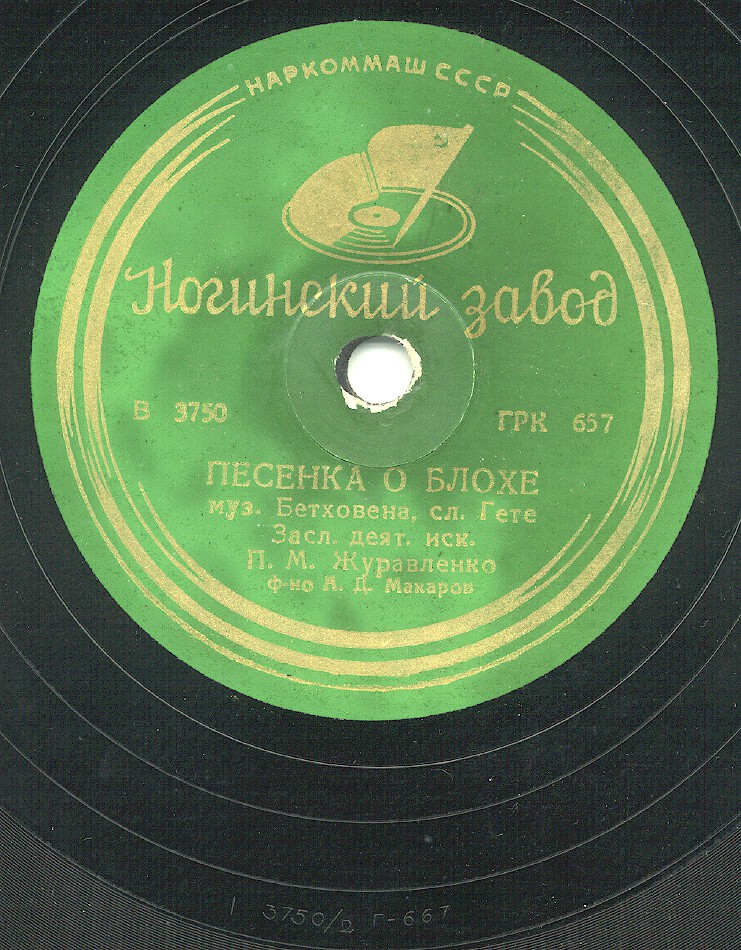 НАРКОММАШ СССР
Ногинский завод
В 3750 ГРК 657
ПЕСЕНКА О БЛОХЕ
муз. Бетховена, сл. Гете
Засл. деят. иск.
П. М. Журавленко
ф-но А. Д. Макаров
3750/2 Г-667